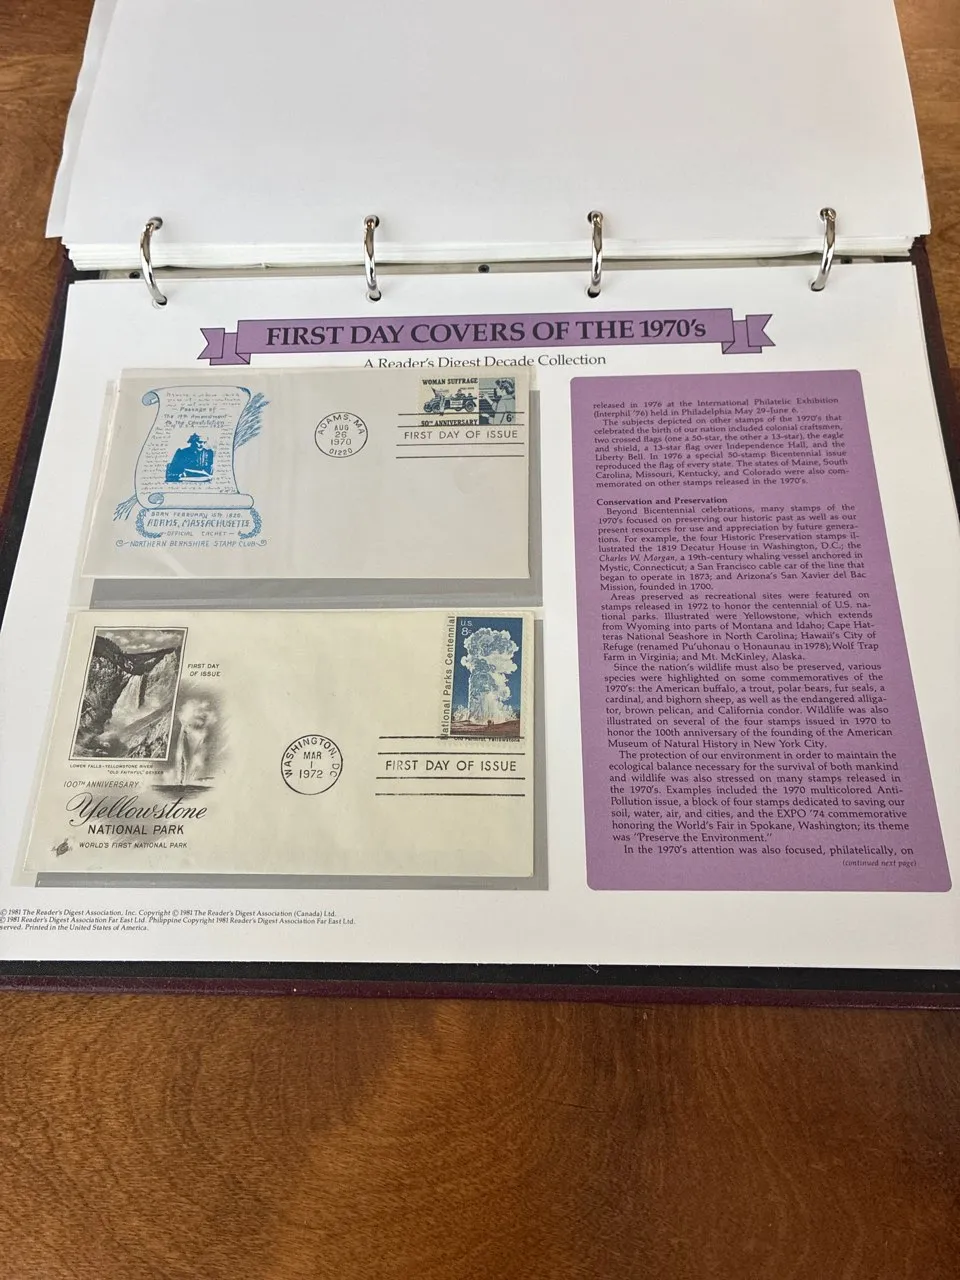 FIRST DAY COVERS OF THE 1970's
A Reader's Digest Decade Collection
Passage of
The 19th Amendment
to the Constitution
BORN FEBRUARY 15th 1820
ADAMS, MASSACHUSETTS
OFFICIAL CACHET
NORTHERN BERKSHIRE STAMP CLUB
ADAMS, MA
AUG
26
1970
01220
WOMAN SUFFRAGE
50th ANNIVERSARY
6c
FIRST DAY OF ISSUE
FIRST DAY
OF ISSUE
LOWER FALLS-YELLOWSTONE RIVER
"OLD FAITHFUL" GEYSER
100TH ANNIVERSARY
Yellowstone
NATIONAL PARK
WORLD'S FIRST NATIONAL PARK
WASHINGTON, DC
MAR
1
1972
U.S.
8c
National Parks Centennial
Old Faithful, Yellowstone
FIRST DAY OF ISSUE
released in 1976 at the International Philatelic Exhibition
(Interphil '76) held in Philadelphia May 29-June 6.
The subjects depicted on other stamps of the 1970's that
celebrated the birth of our nation included colonial craftsmen,
two crossed flags (one a 50-star, the other a 13-star), the eagle
and shield, a 13-star flag over Independence Hall, and the
Liberty Bell. In 1976 a special 50-stamp Bicentennial issue
reproduced the flag of every state. The states of Maine, South
Carolina, Missouri, Kentucky, and Colorado were also com-
memorated on other stamps released in the 1970's.
Conservation and Preservation
Beyond Bicentennial celebrations, many stamps of the
1970's focused on preserving our historic past as well as our
present resources for use and appreciation by future genera-
tions. For example, the four Historic Preservation stamps il-
lustrated the 1819 Decatur House in Washington, D.C.; the
Charles W. Morgan, a 19th-century whaling vessel anchored in
Mystic, Connecticut; a San Francisco cable car of the line that
began to operate in 1873; and Arizona's San Xavier del Bac
Mission, founded in 1700.
Areas preserved as recreational sites were featured on
stamps released in 1972 to honor the centennial of U.S. na-
tional parks. Illustrated were Yellowstone, which extends
from Wyoming into parts of Montana and Idaho; Cape Hat-
teras National Seashore in North Carolina; Hawaii's City of
Refuge (renamed Pu'uhonau o Honaunau in 1978); Wolf Trap
Farm in Virginia; and Mt. McKinley, Alaska.
Since the nation's wildlife must also be preserved, various
species were highlighted on some commemoratives of the
1970's: the American buffalo, a trout, polar bears, fur seals, a
cardinal, and bighorn sheep, as well as the endangered alliga-
tor, brown pelican, and California condor. Wildlife was also
illustrated on several of the four stamps issued in 1970 to
honor the 100th anniversary of the founding of the American
Museum of Natural History in New York City.
The protection of our environment in order to maintain the
ecological balance necessary for the survival of both mankind
and wildlife was also stressed on many stamps released in
the 1970's. Examples included the 1970 multicolored Anti-
Pollution issue, a block of four stamps dedicated to saving our
soil, water, air, and cities, and the EXPO '74 commemorative
honoring the World's Fair in Spokane, Washington; its theme
was "Preserve the Environment."
In the 1970's attention was also focused, philatelically, on
(continued next page)
© 1981 The Reader's Digest Association, Inc. Copyright © 1981 The Reader's Digest Association (Canada) Ltd.
© 1981 Reader's Digest Association Far East Ltd. Philippine Copyright 1981 Reader's Digest Association Far East Ltd.
served. Printed in the United States of America.